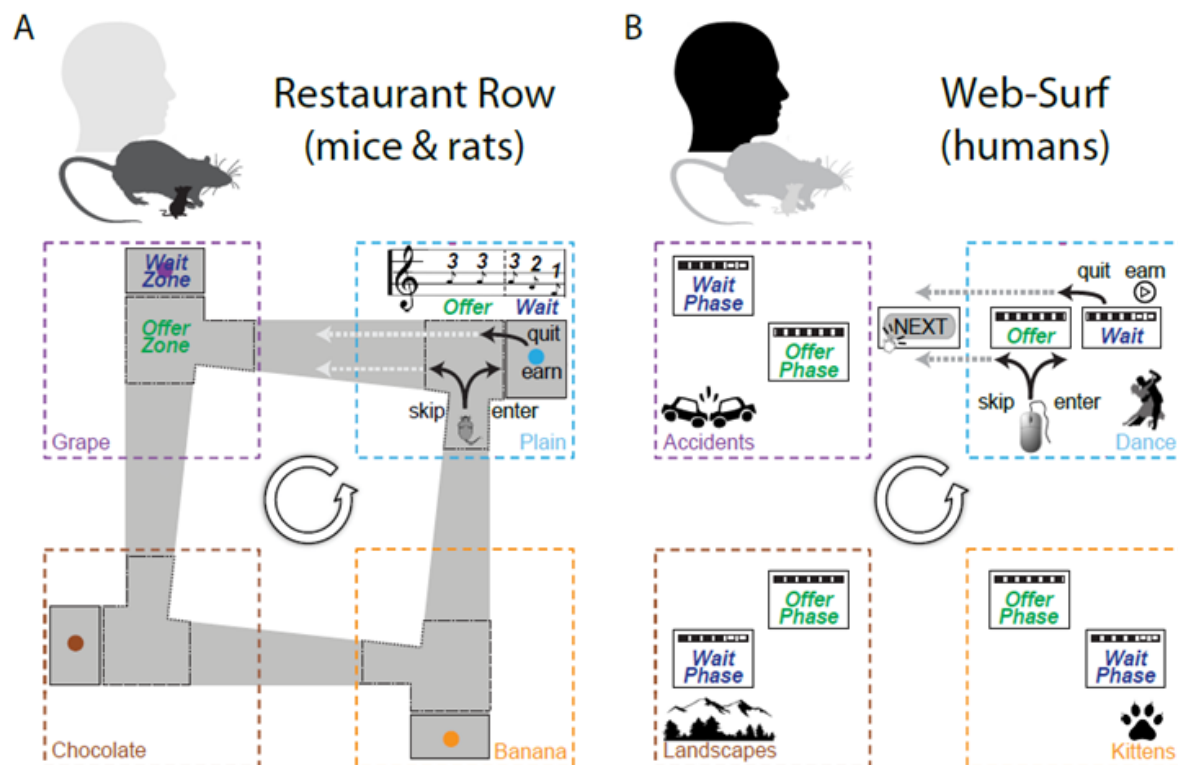 A
Restaurant Row
(mice & rats)
Wait
Zone
Offer
Zone
Grape
3 3 3 2 1
Offer Wait
quit
earn
skip enter
Plain
Chocolate
Banana
B
Web-Surf
(humans)
Wait
Phase
Offer
Phase
Accidents
quit earn
NEXT
Offer Wait
skip enter
Dance
Offer
Phase
Wait
Phase
Landscapes
Offer
Phase
Wait
Phase
Kittens